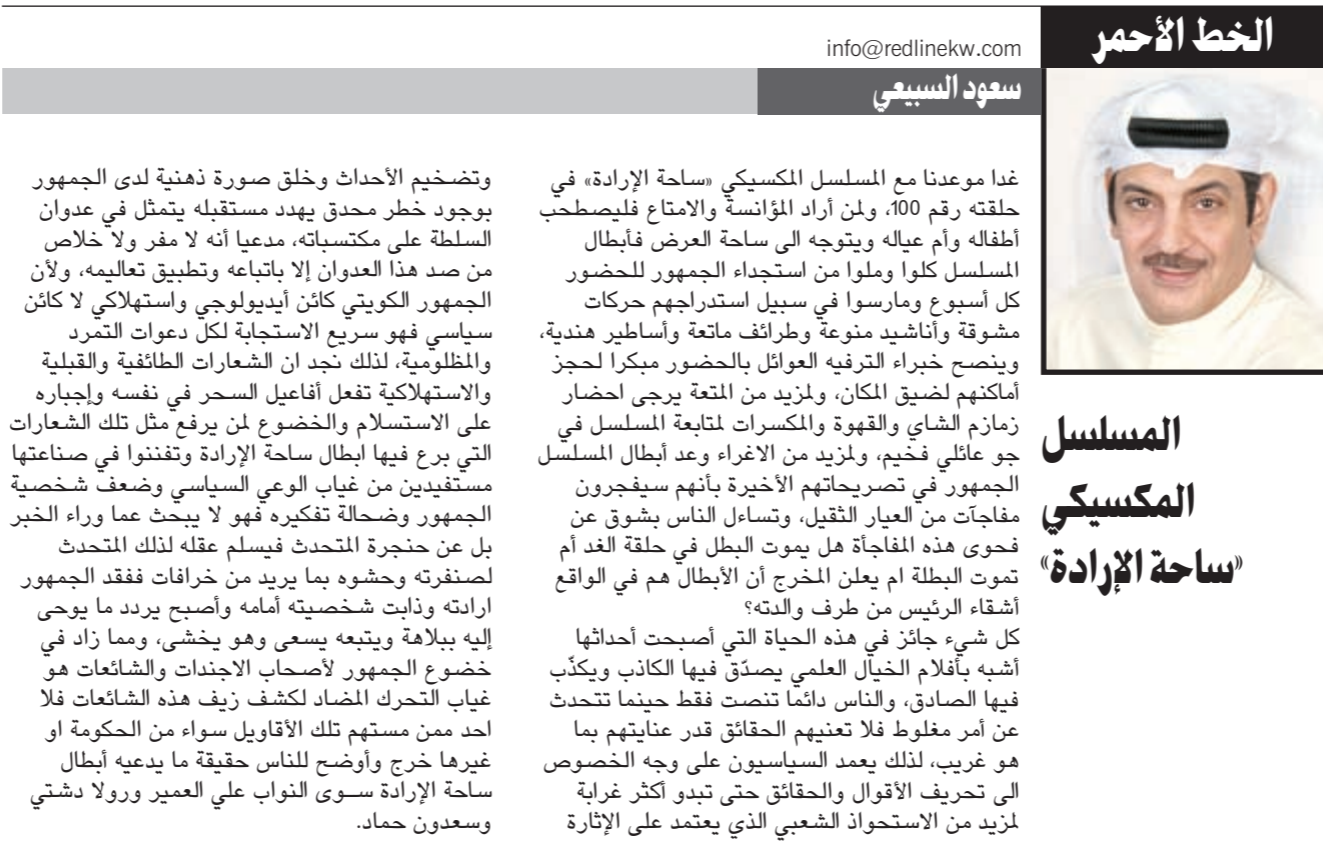 الخط الأحمر
info@redlinekw.com
سعود السبيعي
المسلسل
المكسيكي
«ساحة الإرادة»
غدا موعدنا مع المسلسل المكسيكي «ساحة الإرادة» في
حلقته رقم 100، ولمن أراد المؤانسة والامتاع فليصطحب
أطفاله وأم عياله ويتوجه الى ساحة العرض فأبطال
المسلسل كلوا وملوا من استجداء الجمهور للحضور
كل أسبوع ومارسوا في سبيل استدراجهم حركات
مشوقة وأناشيد منوعة وطرائف ماتعة وأساطير هندية،
وينصح خبراء الترفيه العوائل بالحضور مبكرا لحجز
أماكنهم لضيق المكان، ولمزيد من المتعة يرجى احضار
زمازم الشاي والقهوة والمكسرات لمتابعة المسلسل في
جو عائلي فخيم، ولمزيد من الاغراء وعد أبطال المسلسل
الجمهور في تصريحاتهم الأخيرة بأنهم سيفجرون
مفاجآت من العيار الثقيل، وتساءل الناس بشوق عن
فحوى هذه المفاجأة هل يموت البطل في حلقة الغد أم
تموت البطلة ام يعلن المخرج أن الأبطال هم في الواقع
أشقاء الرئيس من طرف والدته؟
كل شيء جائز في هذه الحياة التي أصبحت أحداثها
أشبه بأفلام الخيال العلمي يصدّق فيها الكاذب ويكذّب
فيها الصادق، والناس دائما تنصت فقط حينما تتحدث
عن أمر مغلوط فلا تعنيهم الحقائق قدر عنايتهم بما
هو غريب، لذلك يعمد السياسيون على وجه الخصوص
الى تحريف الأقوال والحقائق حتى تبدو أكثر غرابة
لمزيد من الاستحواذ الشعبي الذي يعتمد على الإثارة
وتضخيم الأحداث وخلق صورة ذهنية لدى الجمهور
بوجود خطر محدق يهدد مستقبله يتمثل في عدوان
السلطة على مكتسباته، مدعيا أنه لا مفر ولا خلاص
من صد هذا العدوان إلا باتباعه وتطبيق تعاليمه، ولأن
الجمهور الكويتي كائن أيديولوجي واستهلاكي لا كائن
سياسي فهو سريع الاستجابة لكل دعوات التمرد
والمظلومية، لذلك نجد ان الشعارات الطائفية والقبلية
والاستهلاكية تفعل أفاعيل السحر في نفسه وإجباره
على الاستسلام والخضوع لمن يرفع مثل تلك الشعارات
التي برع فيها ابطال ساحة الإرادة وتفننوا في صناعتها
مستفيدين من غياب الوعي السياسي وضعف شخصية
الجمهور وضحالة تفكيره فهو لا يبحث عما وراء الخبر
بل عن حنجرة المتحدث فيسلم عقله لذلك المتحدث
لصنفرته وحشوه بما يريد من خرافات ففقد الجمهور
ارادته وذابت شخصيته أمامه وأصبح يردد ما يوحى
إليه ببلاهة ويتبعه يسعى وهو يخشى، ومما زاد في
خضوع الجمهور لأصحاب الاجندات والشائعات هو
غياب التحرك المضاد لكشف زيف هذه الشائعات فلا
احد ممن مستهم تلك الأقاويل سواء من الحكومة او
غيرها خرج وأوضح للناس حقيقة ما يدعيه أبطال
ساحة الإرادة سوى النواب علي العمير ورولا دشتي
وسعدون حماد.